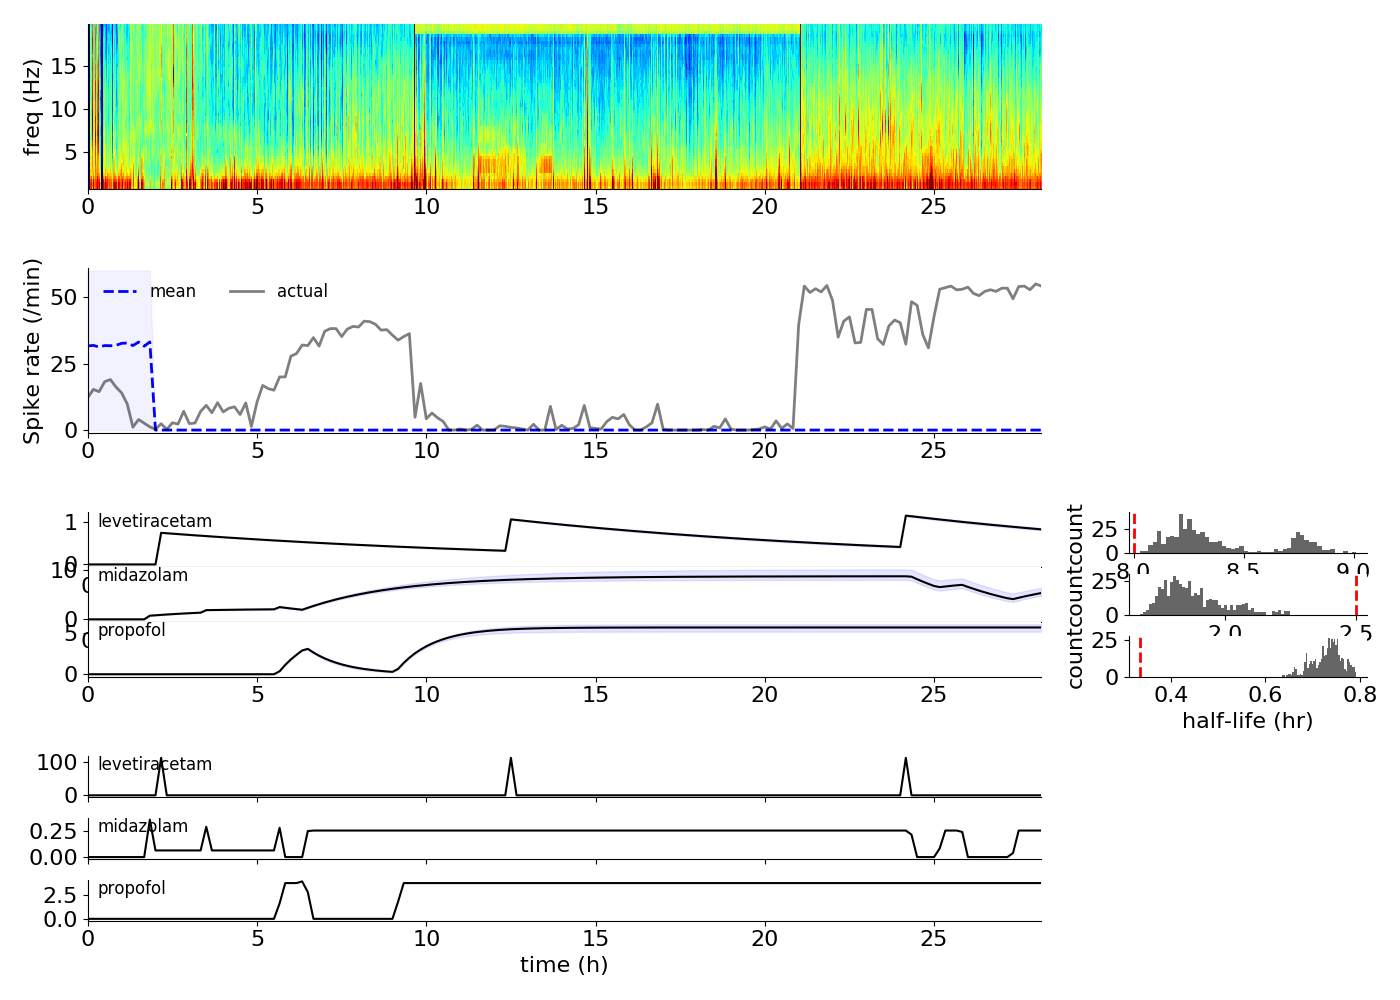 freq (Hz)
15
10
5
0 5 10 15 20 25
Spike rate (/min)
50
25
0
mean actual
0 5 10 15 20 25
levetiracetam
1
0
0
midazolam
10
0
0
propofol
5
0
0 5 10 15 20 25
count
25
0
8.0 8.5 9.0
count
25
0
2.0 2.5
count
25
0
0.4 0.6 0.8
half-life (hr)
levetiracetam
100
0
midazolam
0.25
0.00
propofol
2.5
0.0
0 5 10 15 20 25
time (h)